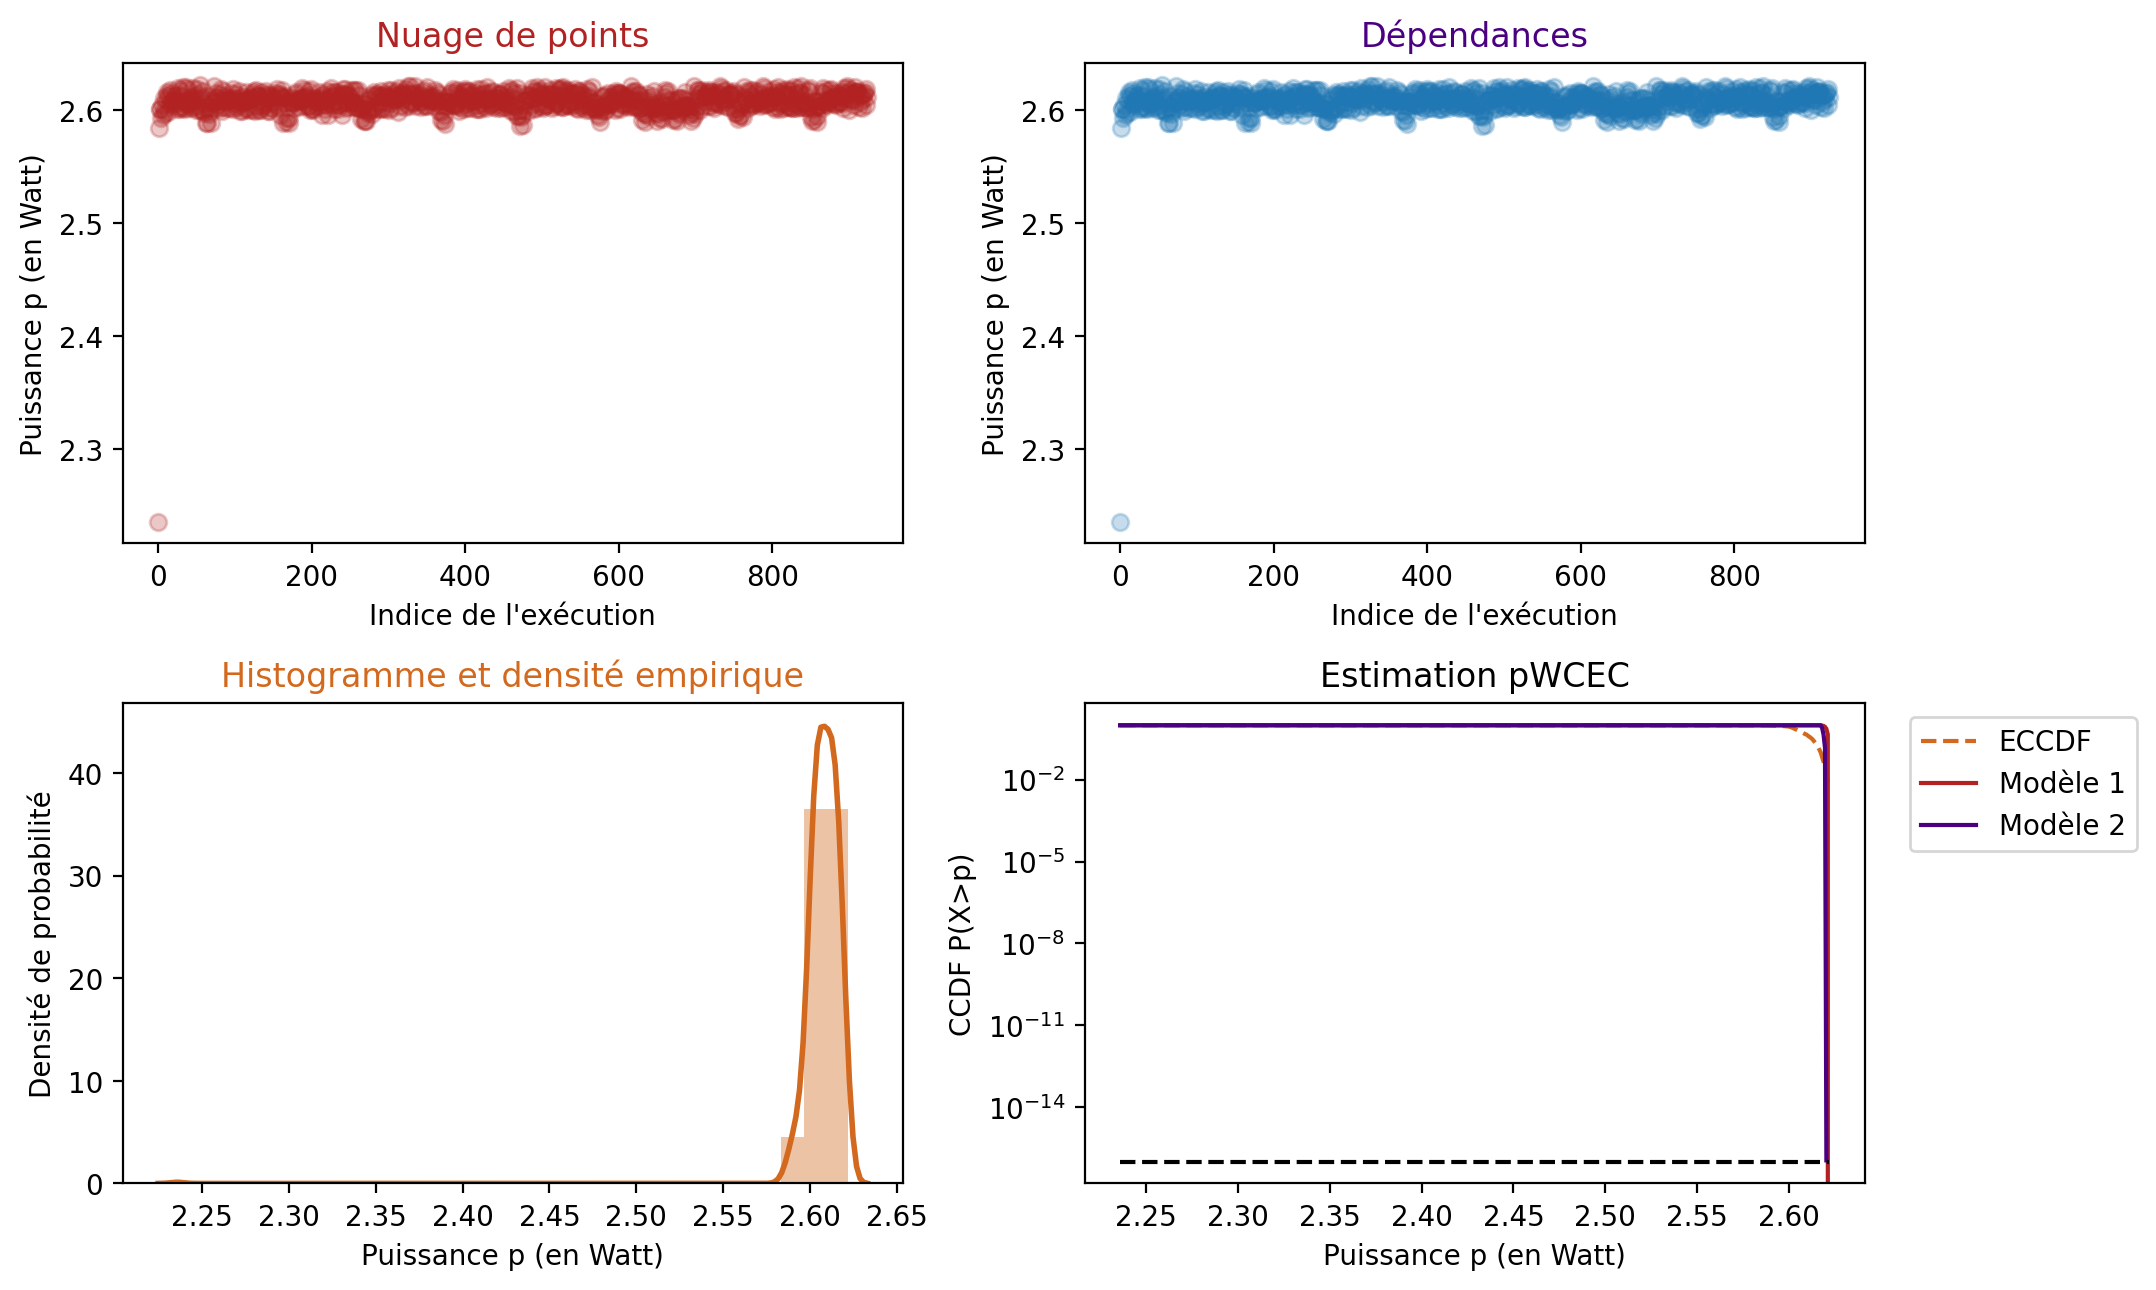 Nuage de points
Puissance p (en Watt)
2.6
2.5
2.4
2.3
0 200 400 600 800
Indice de l'exécution
Dépendances
Puissance p (en Watt)
2.6
2.5
2.4
2.3
0 200 400 600 800
Indice de l'exécution
Histogramme et densité empirique
Densité de probabilité
40
30
20
10
0
2.25 2.30 2.35 2.40 2.45 2.50 2.55 2.60 2.65
Puissance p (en Watt)
Estimation pWCEC
CCDF P(X>p)
10⁻²
10⁻⁵
10⁻⁸
10⁻¹¹
10⁻¹⁴
2.25 2.30 2.35 2.40 2.45 2.50 2.55 2.60
Puissance p (en Watt)
ECCDF
Modèle 1
Modèle 2